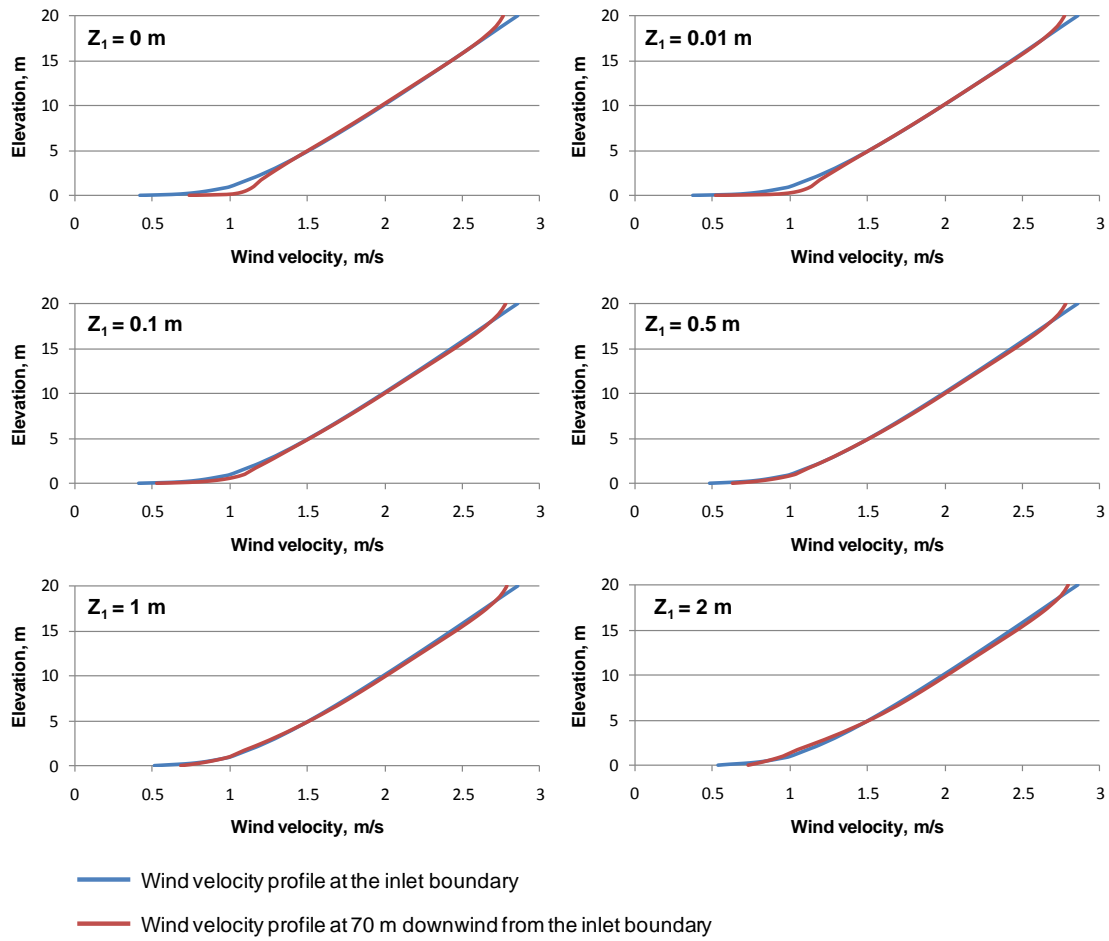 Z1 = 0 m
Elevation, m
20
15
10
5
0
0 0.5 1 1.5 2 2.5 3
Wind velocity, m/s
Z1 = 0.01 m
Elevation, m
20
15
10
5
0
0 0.5 1 1.5 2 2.5 3
Wind velocity, m/s
Z1 = 0.1 m
Elevation, m
20
15
10
5
0
0 0.5 1 1.5 2 2.5 3
Wind velocity, m/s
Z1 = 0.5 m
Elevation, m
20
15
10
5
0
0 0.5 1 1.5 2 2.5 3
Wind velocity, m/s
Z1 = 1 m
Elevation, m
20
15
10
5
0
0 0.5 1 1.5 2 2.5 3
Wind velocity, m/s
Z1 = 2 m
Elevation, m
20
15
10
5
0
0 0.5 1 1.5 2 2.5 3
Wind velocity, m/s
Wind velocity profile at the inlet boundary
Wind velocity profile at 70 m downwind from the inlet boundary